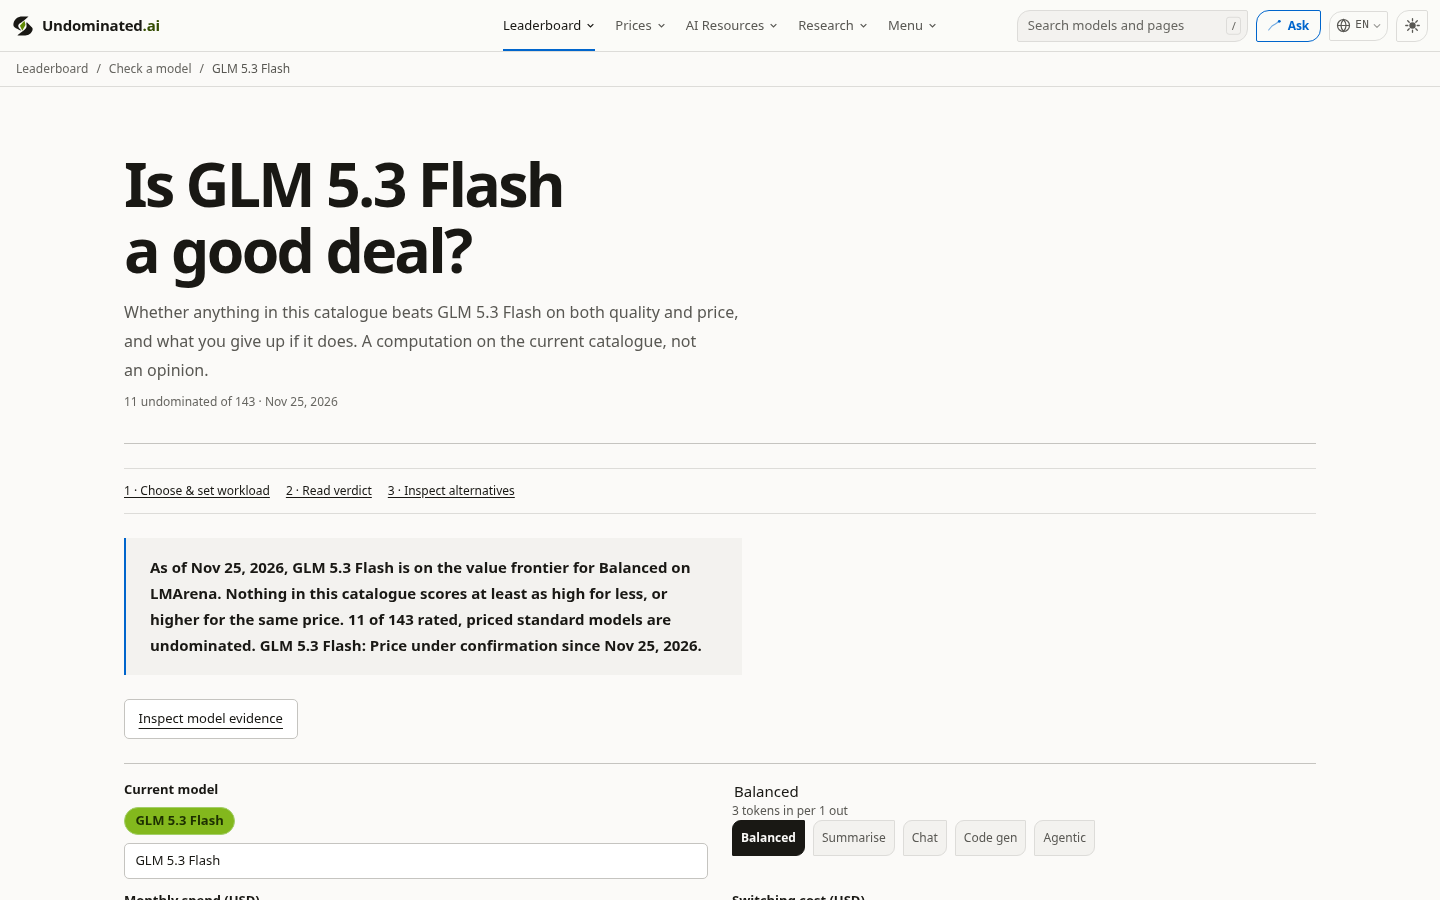 Undominated.ai
Leaderboard Prices AI Resources Research Menu
Search models and pages /
Ask
EN
Leaderboard / Check a model / GLM 5.3 Flash
Is GLM 5.3 Flash
a good deal?
Whether anything in this catalogue beats GLM 5.3 Flash on both quality and price,
and what you give up if it does. A computation on the current catalogue, not
an opinion.
11 undominated of 143 · Nov 25, 2026
1 · Choose & set workload 2 · Read verdict 3 · Inspect alternatives
As of Nov 25, 2026, GLM 5.3 Flash is on the value frontier for Balanced on
LMArena. Nothing in this catalogue scores at least as high for less, or
higher for the same price. 11 of 143 rated, priced standard models are
undominated. GLM 5.3 Flash: Price under confirmation since Nov 25, 2026.
Inspect model evidence
Current model
GLM 5.3 Flash
GLM 5.3 Flash
Balanced
3 tokens in per 1 out
Balanced Summarise Chat Code gen Agentic
Monthly spend (USD)
Switching cost (USD)